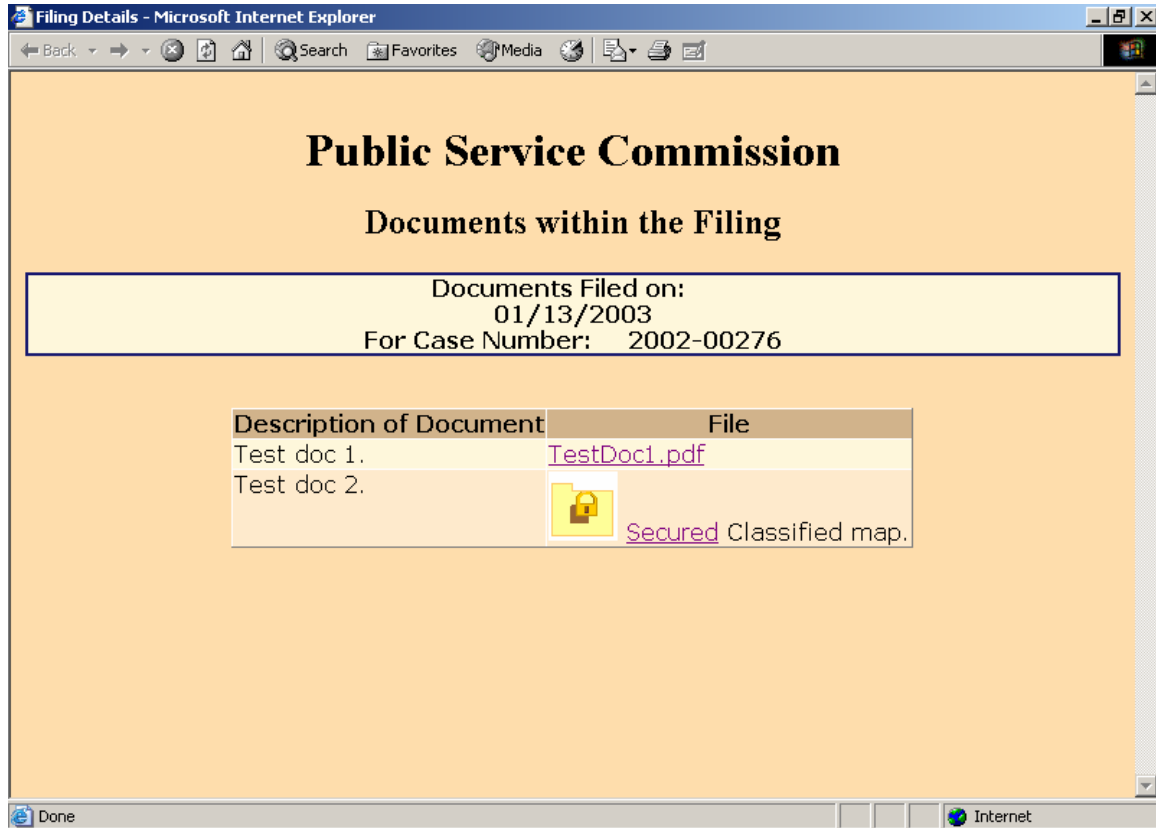 Filing Details - Microsoft Internet Explorer
Back Search Favorites Media
Public Service Commission
Documents within the Filing
Documents Filed on:
01/13/2003
For Case Number: 2002-00276
Description of Document File
Test doc 1. TestDoc1.pdf
Test doc 2.
Secured Classified map.
Done Internet